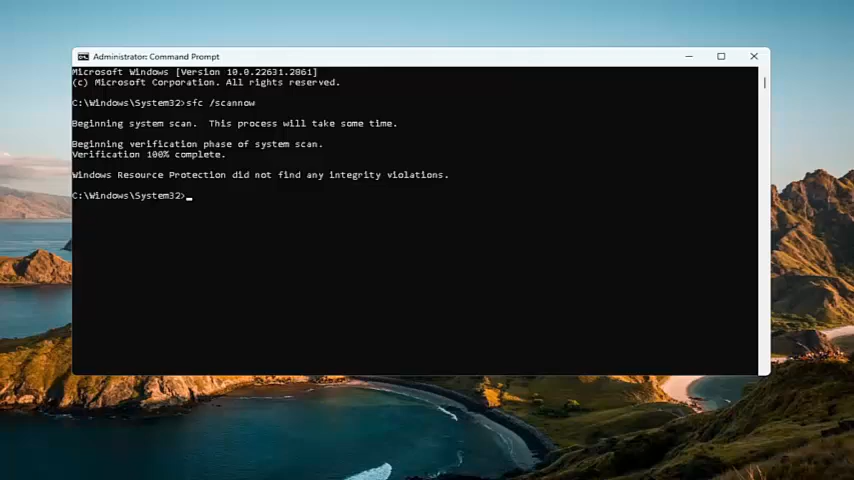 Administrator: Command Prompt
Microsoft Windows [Version 10.0.22631.2861]
(c) Microsoft Corporation. All rights reserved.
C:\Windows\System32>sfc /scannow
Beginning system scan.  This process will take some time.
Beginning verification phase of system scan.
Verification 100% complete.
Windows Resource Protection did not find any integrity violations.
C:\Windows\System32>